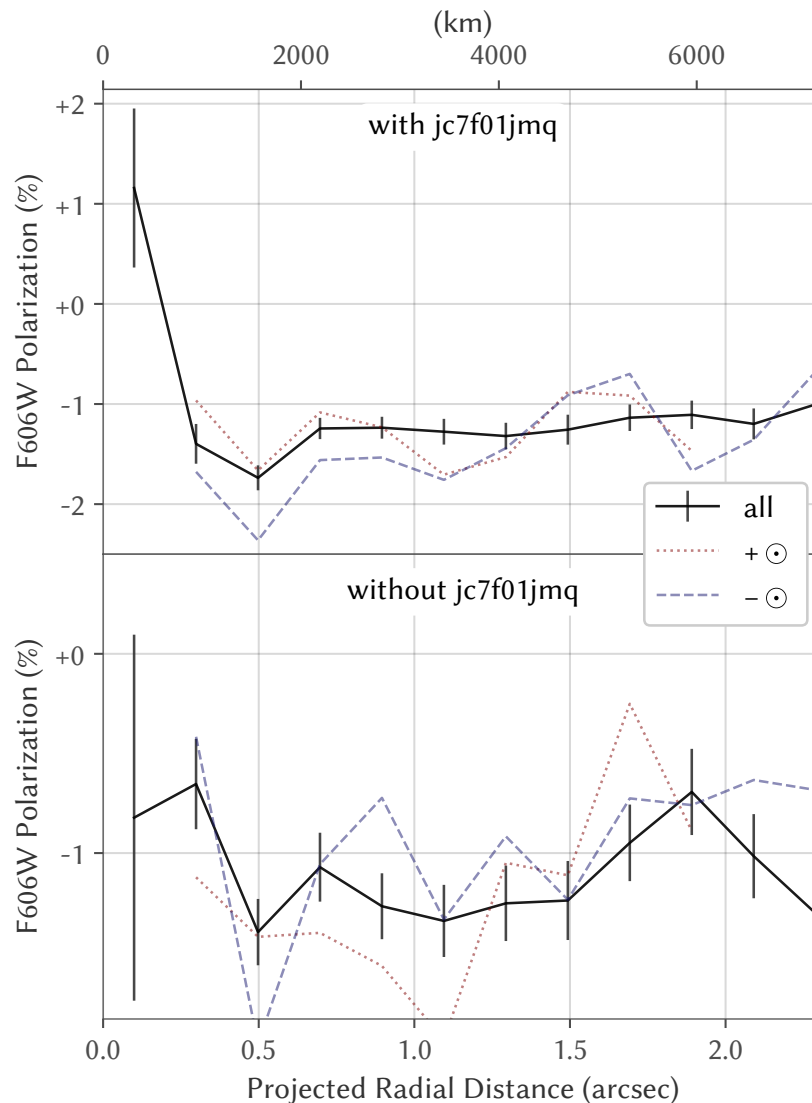 (km)
0 2000 4000 6000
with jc7f01jmq
+2
+1
+0
-1
-2
F606W Polarization (%)
all
+ ⊙
− ⊙
without jc7f01jmq
+0
-1
F606W Polarization (%)
0.0 0.5 1.0 1.5 2.0
Projected Radial Distance (arcsec)